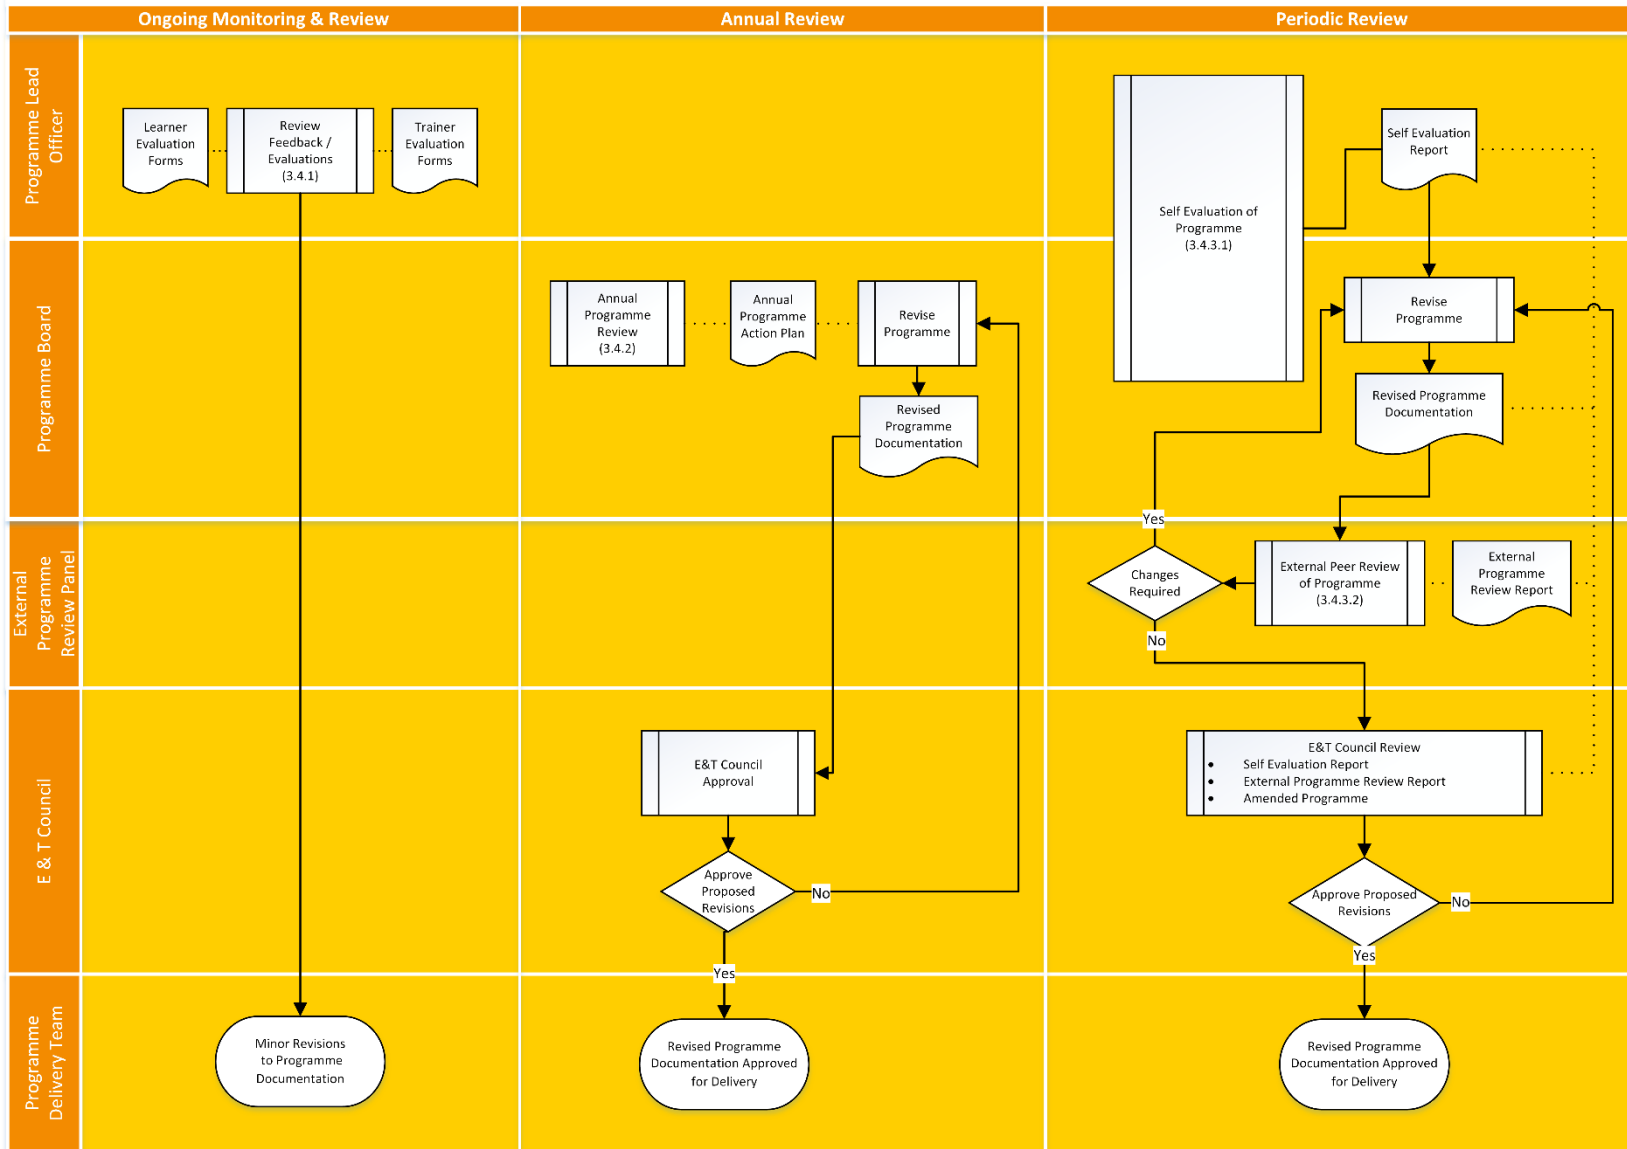 Ongoing Monitoring & Review
Annual Review
Periodic Review
Programme Lead
Officer
Learner
Evaluation
Forms
Review
Feedback /
Evaluations
(3.4.1)
Trainer
Evaluation
Forms
Self Evaluation of
Programme
(3.4.3.1)
Self Evaluation
Report
Programme Board
Annual
Programme
Review
(3.4.2)
Annual
Programme
Action Plan
Revise
Programme
Revised
Programme
Documentation
Revise
Programme
Revised Programme
Documentation
External
Programme
Review Panel
Yes
Changes
Required
No
External Peer Review
of Programme
(3.4.3.2)
External
Programme
Review Report
E & T Council
E&T Council
Approval
Approve
Proposed
Revisions
No
Yes
E&T Council Review
• Self Evaluation Report
• External Programme Review Report
• Amended Programme
Approve Proposed
Revisions
No
Yes
Programme
Delivery Team
Minor Revisions
to Programme
Documentation
Revised Programme
Documentation Approved
for Delivery
Revised Programme
Documentation Approved
for Delivery